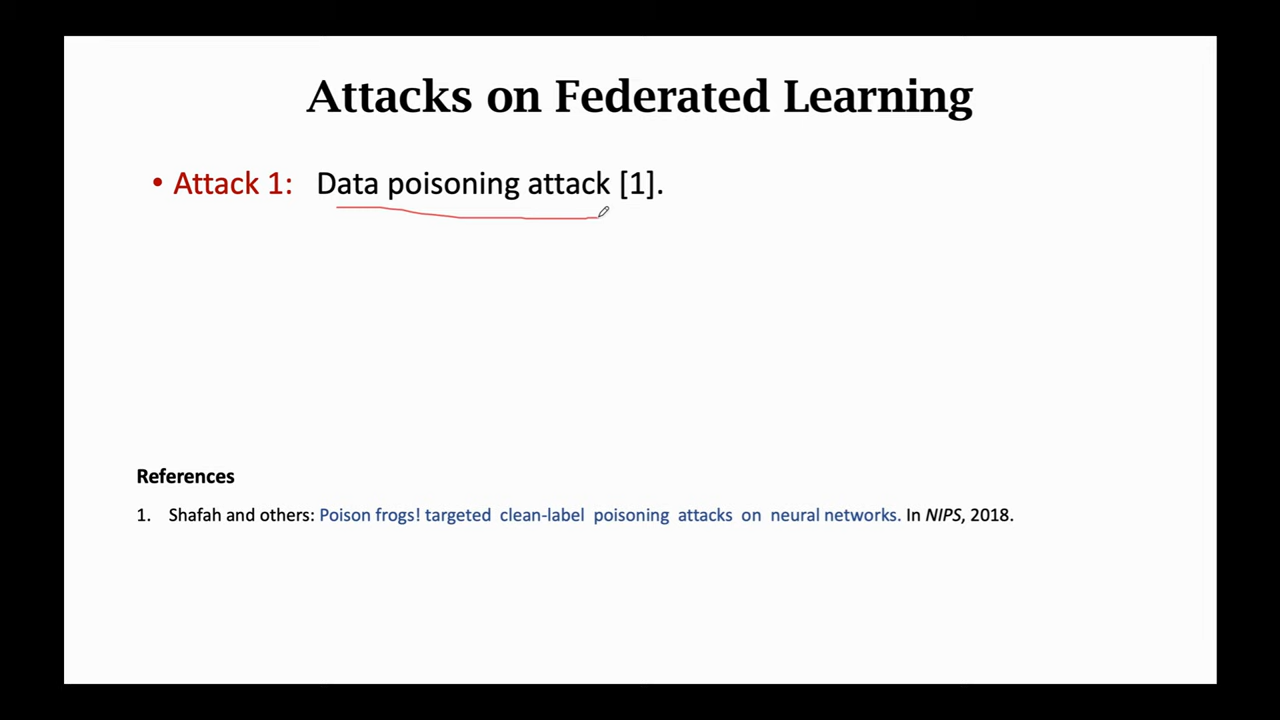 Attacks on Federated Learning
• Attack 1: Data poisoning attack [1].
References
1. Shafah and others: Poison frogs! targeted clean-label poisoning attacks on neural networks. In NIPS, 2018.